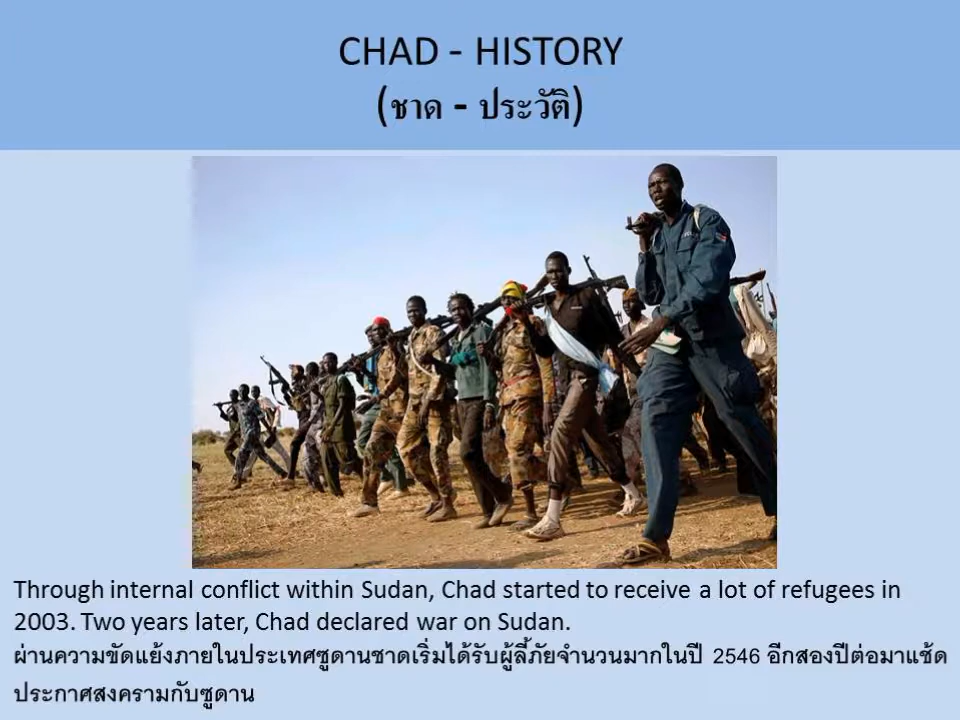 CHAD - HISTORY
(ชาด - ประวัติ)
Through internal conflict within Sudan, Chad started to receive a lot of refugees in
2003. Two years later, Chad declared war on Sudan.
ผ่านความขัดแย้งภายในประเทศซูดานชาดเริ่มได้รับผู้ลี้ภัยจำนวนมากในปี 2546 อีกสองปีต่อมาแช้ด
ประกาศสงครามกับซูดาน